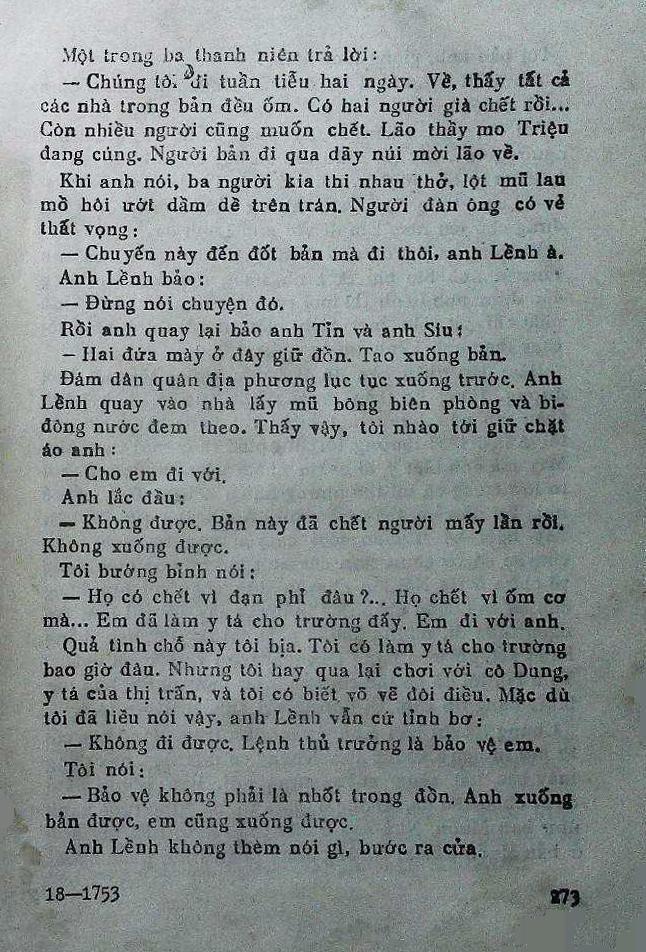 Một trong ba thanh niên trả lời:
— Chúng tôi đi tuần tiễu hai ngày. Về, thấy tất cả
các nhà trong bản đều ốm. Có hai người già chết rồi...
Còn nhiều người cũng muốn chết. Lão thầy mo Triệu
đang cúng. Người bản đi qua dãy núi mời lão về.
Khi anh nói, ba người kia thi nhau thở, lột mũ lau
mồ hôi ướt dầm dề trên trán. Người đàn ông có vẻ
thất vọng:
— Chuyến này đến đốt bản mà đi thôi, anh Lềnh à.
Anh Lềnh bảo:
— Đừng nói chuyện đó.
Rồi anh quay lại bảo anh Tỉn và anh Siu:
— Hai đứa mày ở đây giữ đồn. Tao xuống bản.
Đám dân quân địa phương lục tục xuống trước. Anh
Lềnh quay vào nhà lấy mũ bông biên phòng và bi-
đông nước đem theo. Thấy vậy, tôi nhào tới giữ chặt
áo anh:
— Cho em đi với.
Anh lắc đầu:
— Không được. Bản này đã chết người mấy lần rồi.
Không xuống được.
Tôi bướng bỉnh nói:
— Họ có chết vì đạn phỉ đâu?... Họ chết vì ốm cơ
mà... Em đã làm y tá cho trường đấy. Em đi với anh.
Quả tình chỗ này tôi bịa. Tôi có làm y tá cho trường
bao giờ đâu. Nhưng tôi hay qua lại chơi với cô Dung,
y tá của thị trấn, và tôi có biết võ vẽ đôi điều. Mặc dù
tôi đã liều nói vậy, anh Lềnh vẫn cứ tỉnh bơ:
— Không đi được. Lệnh thủ trưởng là bảo vệ em.
Tôi nói:
— Bảo vệ không phải là nhốt trong đồn. Anh xuống
bản được, em cũng xuống được.
Anh Lềnh không thèm nói gì, bước ra cửa.
18—1753
273